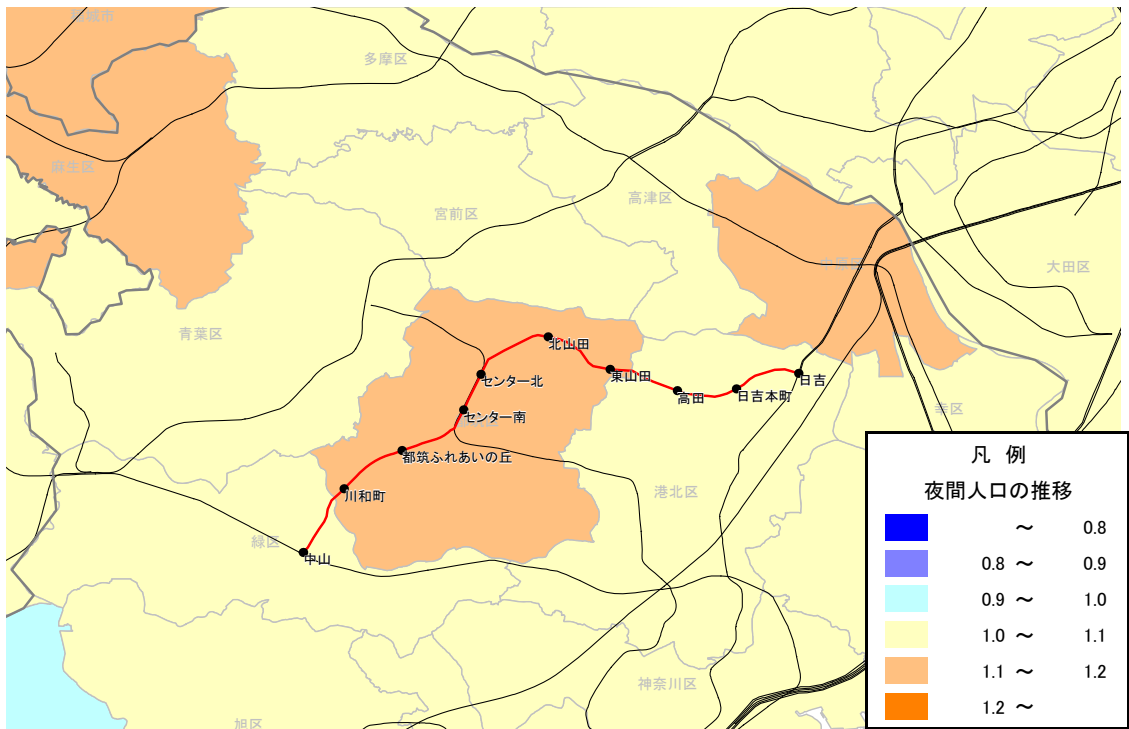 稲城市
多摩区
麻生区
高津区
宮前区
中原区
大田区
青葉区
北山田
東山田
日吉
センター北
高田
日吉本町
センター南
幸区
都筑ふれあいの丘
川和町
港北区
緑区
中山
神奈川区
旭区
凡 例
夜間人口の推移
～ 0.8
0.8 ～ 0.9
0.9 ～ 1.0
1.0 ～ 1.1
1.1 ～ 1.2
1.2 ～